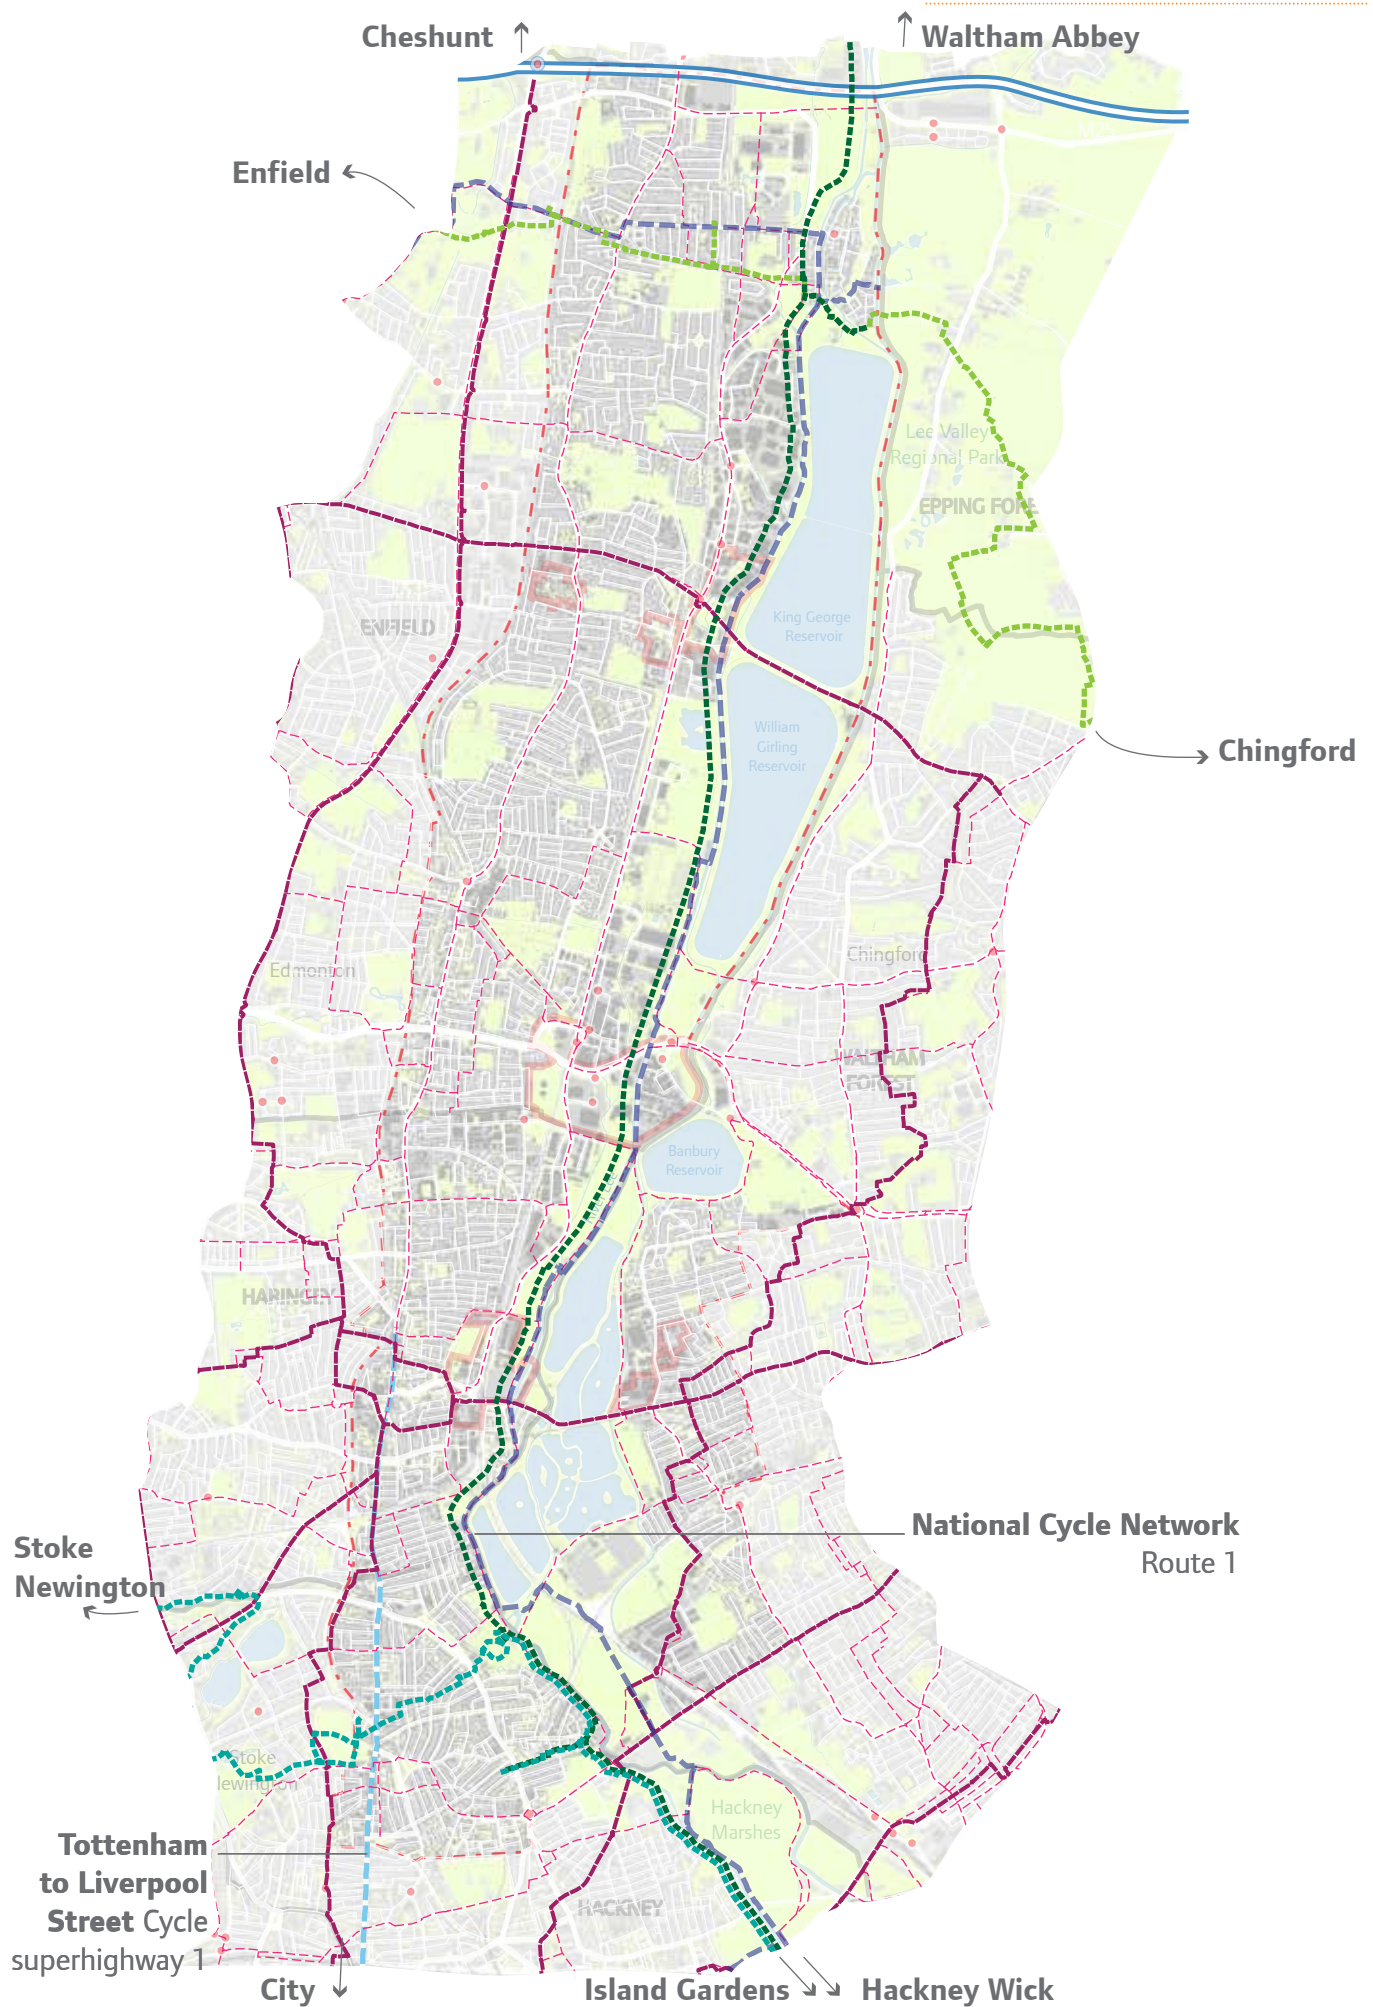 Cheshunt
Waltham Abbey
M25
Enfield
Lee Valley
Regional Park
EPPING FORE
King George
Reservoir
ENFIELD
William
Girling
Reservoir
Chingford
Chingford
Edmonton
WALTHAM
FOREST
Banbury
Reservoir
HARINGEY
National Cycle Network
Route 1
Stoke
Newington
Stoke
Newington
Hackney
Marshes
Tottenham
to Liverpool
Street Cycle
superhighway 1
HACKNEY
City
Island Gardens
Hackney Wick